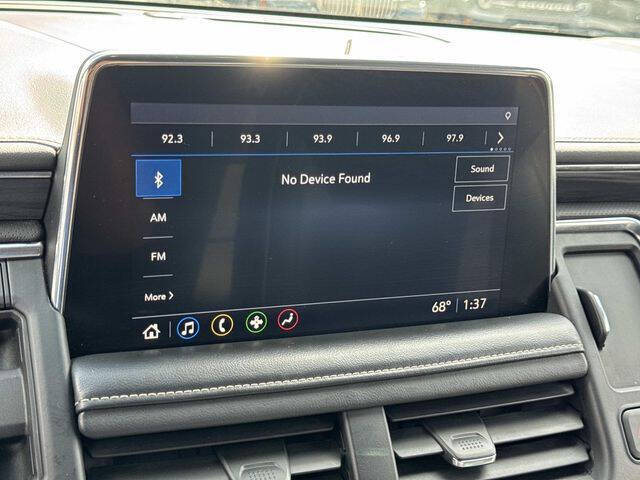 92.3 93.3 93.9 96.9 97.9
No Device Found
Sound
Devices
AM
FM
More
68° 1:37